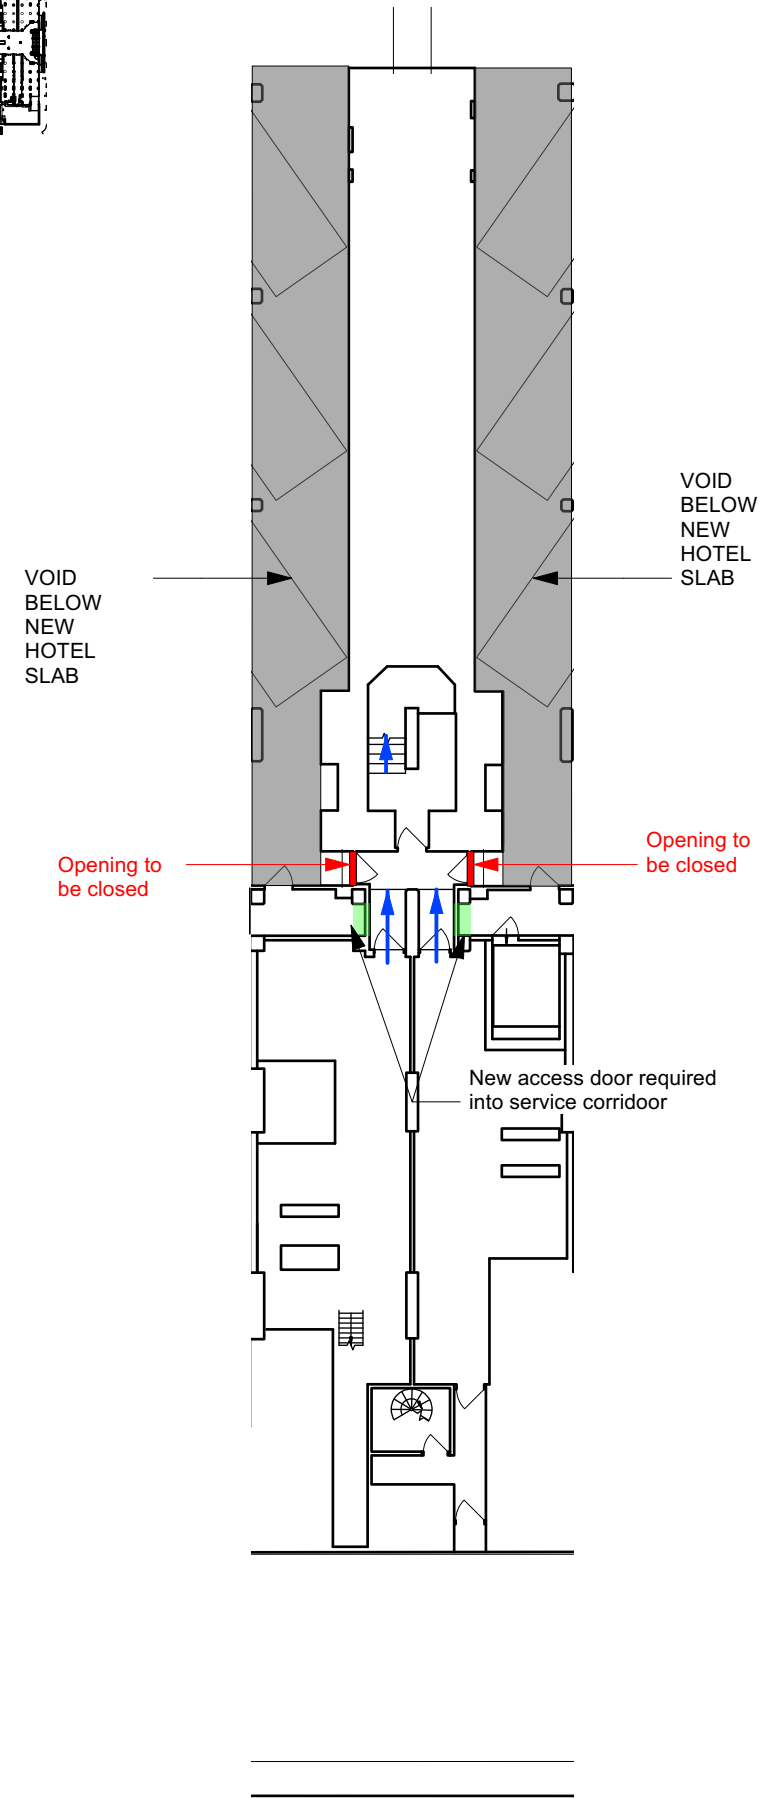 VOID
BELOW
NEW
HOTEL
SLAB
VOID
BELOW
NEW
HOTEL
SLAB
Opening to
be closed
Opening to
be closed
New access door required
into service corridoor